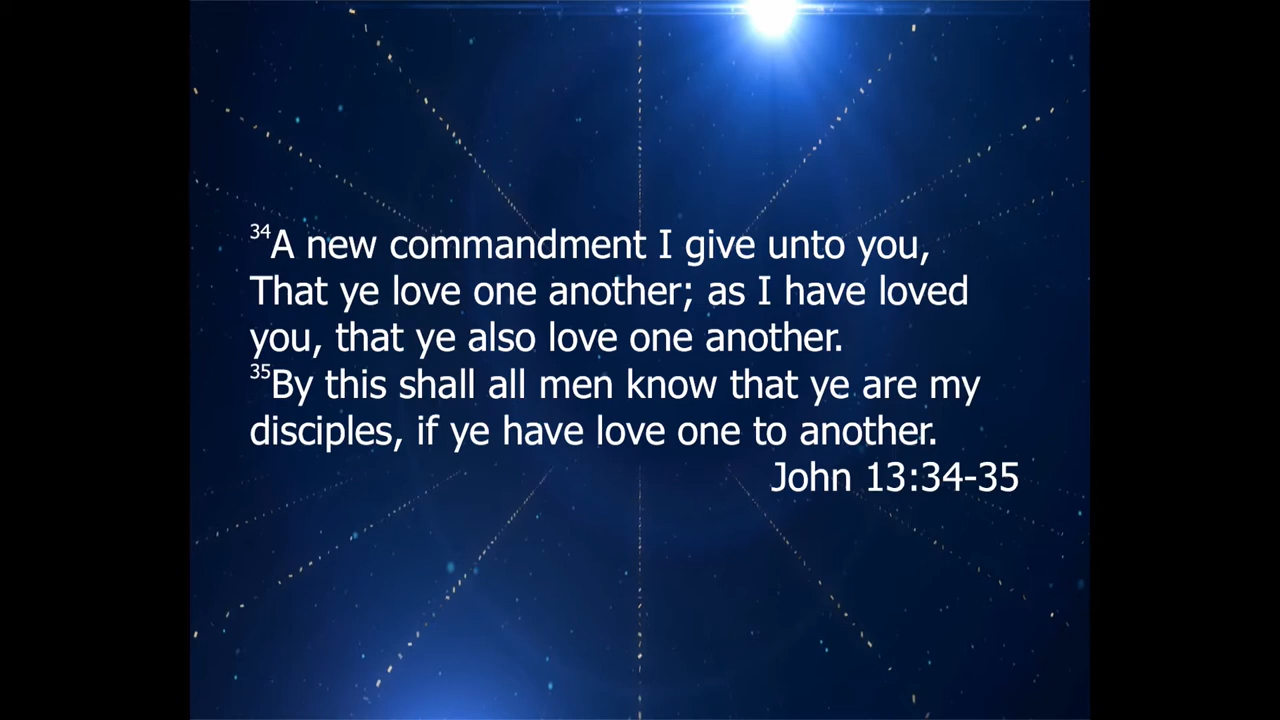 ³⁴A new commandment I give unto you,
That ye love one another; as I have loved
you, that ye also love one another.
³⁵By this shall all men know that ye are my
disciples, if ye have love one to another.
John 13:34-35